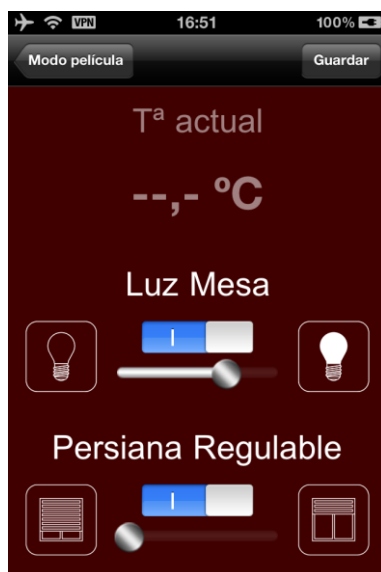 VPN 16:51 100%
Modo película Guardar
Tª actual
--,- ºC
Luz Mesa
I
Persiana Regulable
I